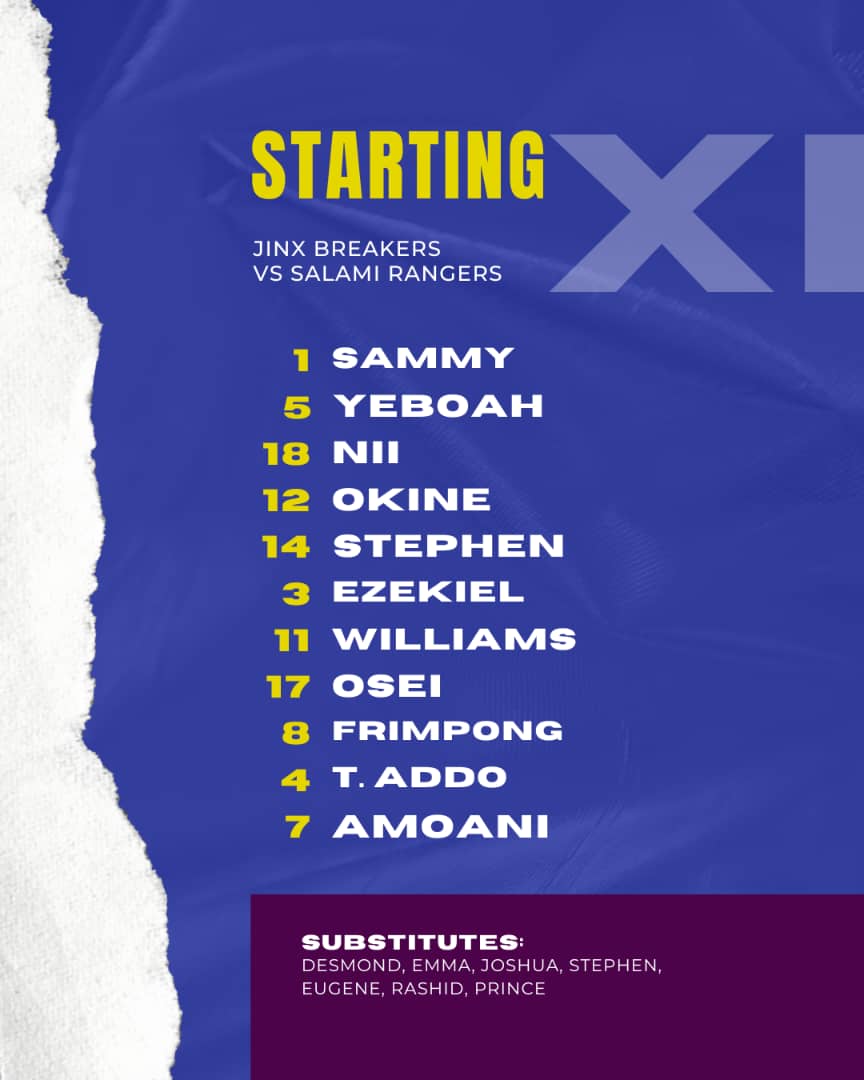 STARTING XI
JINX BREAKERS
VS SALAMI RANGERS
1 SAMMY
5 YEBOAH
18 NII
12 OKINE
14 STEPHEN
3 EZEKIEL
11 WILLIAMS
17 OSEI
8 FRIMPONG
4 T. ADDO
7 AMOANI
SUBSTITUTES:
DESMOND, EMMA, JOSHUA, STEPHEN,
EUGENE, RASHID, PRINCE